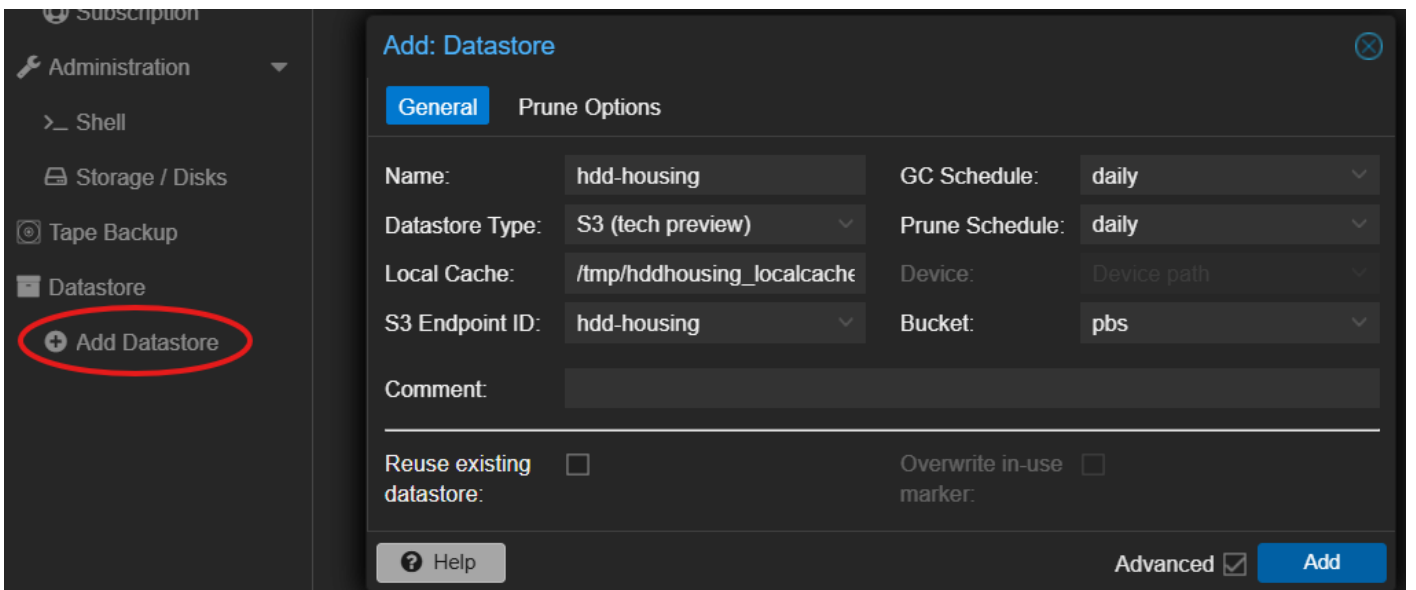 Subscription
Administration
Shell
Storage / Disks
Tape Backup
Datastore
Add Datastore
Add: Datastore
General Prune Options
Name: hdd-housing GC Schedule: daily
Datastore Type: S3 (tech preview) Prune Schedule: daily
Local Cache: /tmp/hddhousing_localcache Device: Device path
S3 Endpoint ID: hdd-housing Bucket: pbs
Comment:
Reuse existing Overwrite in-use
datastore: marker:
Help Advanced Add